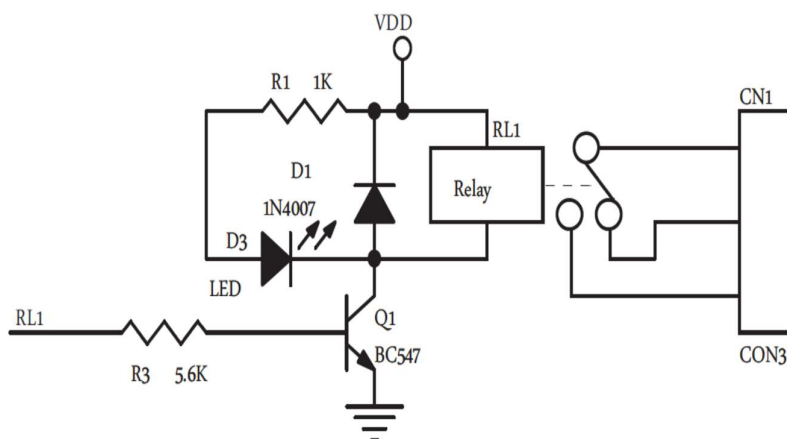 VDD
R1 1K
CN1
RL1
D1
Relay
1N4007
D3
LED
RL1
Q1
BC547
CON3
R3 5.6K